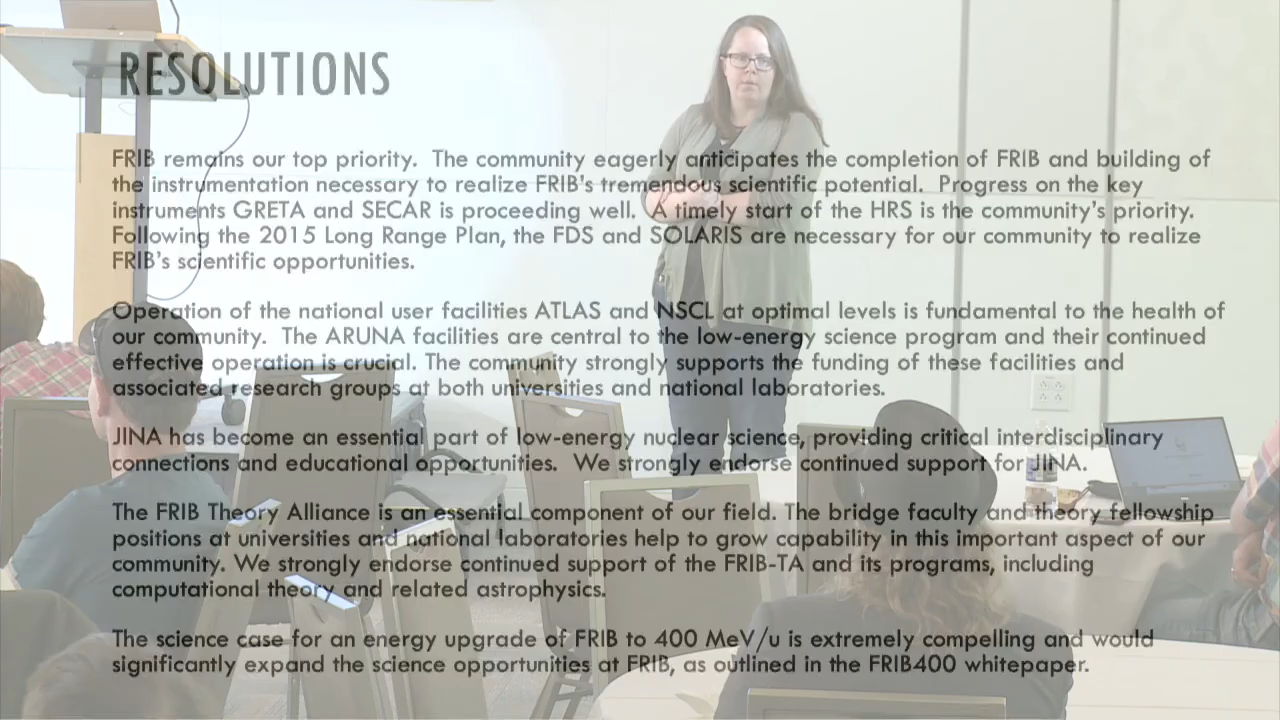 RESOLUTIONS
FRIB remains our top priority. The community eagerly anticipates the completion of FRIB and building of
the instrumentation necessary to realize FRIB's tremendous scientific potential. Progress on the key
instruments GRETA and SECAR is proceeding well. A timely start of the HRS is the community's priority.
Following the 2015 Long Range Plan, the FDS and SOLARIS are necessary for our community to realize
FRIB's scientific opportunities.
Operation of the national user facilities ATLAS and NSCL at optimal levels is fundamental to the health of
our community. The ARUNA facilities are central to the low-energy science program and their continued
effective operation is crucial. The community strongly supports the funding of these facilities and
associated research groups at both universities and national laboratories.
JINA has become an essential part of low-energy nuclear science, providing critical interdisciplinary
connections and educational opportunities. We strongly endorse continued support for JINA.
The FRIB Theory Alliance is an essential component of our field. The bridge faculty and theory fellowship
positions at universities and national laboratories help to grow capability in this important aspect of our
community. We strongly endorse continued support of the FRIB-TA and its programs, including
computational theory and related astrophysics.
The science case for an energy upgrade of FRIB to 400 MeV/u is extremely compelling and would
significantly expand the science opportunities at FRIB, as outlined in the FRIB400 whitepaper.